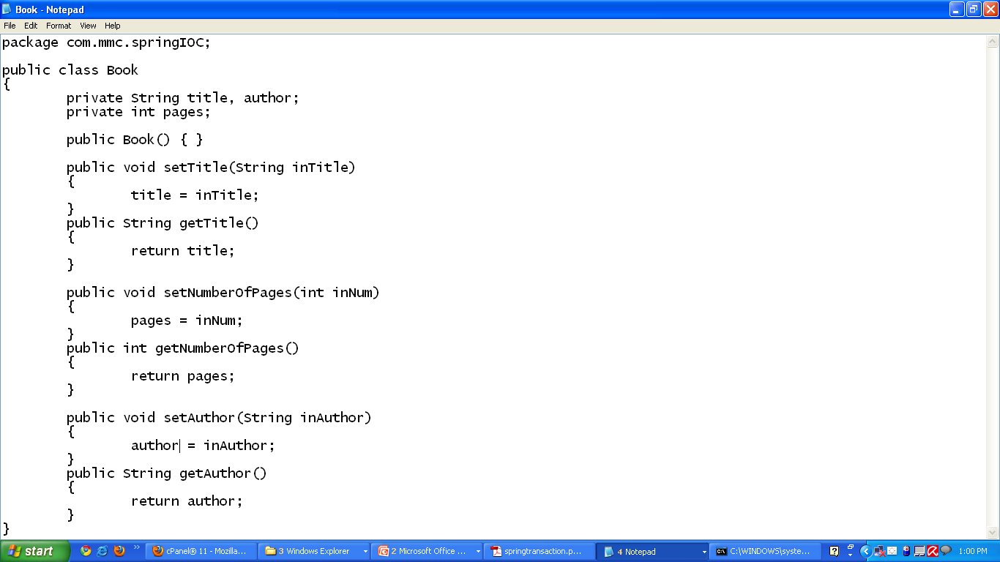 Book - Notepad
File Edit Format View Help
package com.mmc.springIOC;
public class Book
{
private String title, author;
private int pages;
public Book() { }
public void setTitle(String inTitle)
{
title = inTitle;
}
public String getTitle()
{
return title;
}
public void setNumberOfPages(int inNum)
{
pages = inNum;
}
public int getNumberOfPages()
{
return pages;
}
public void setAuthor(String inAuthor)
{
author = inAuthor;
}
public String getAuthor()
{
return author;
}
}
start » cPanel® 11 - Mozilla... 3 Windows Explorer 2 Microsoft Office ... springtransaction.p... 4 Notepad C:\WINDOWS\syste... 1:00 PM